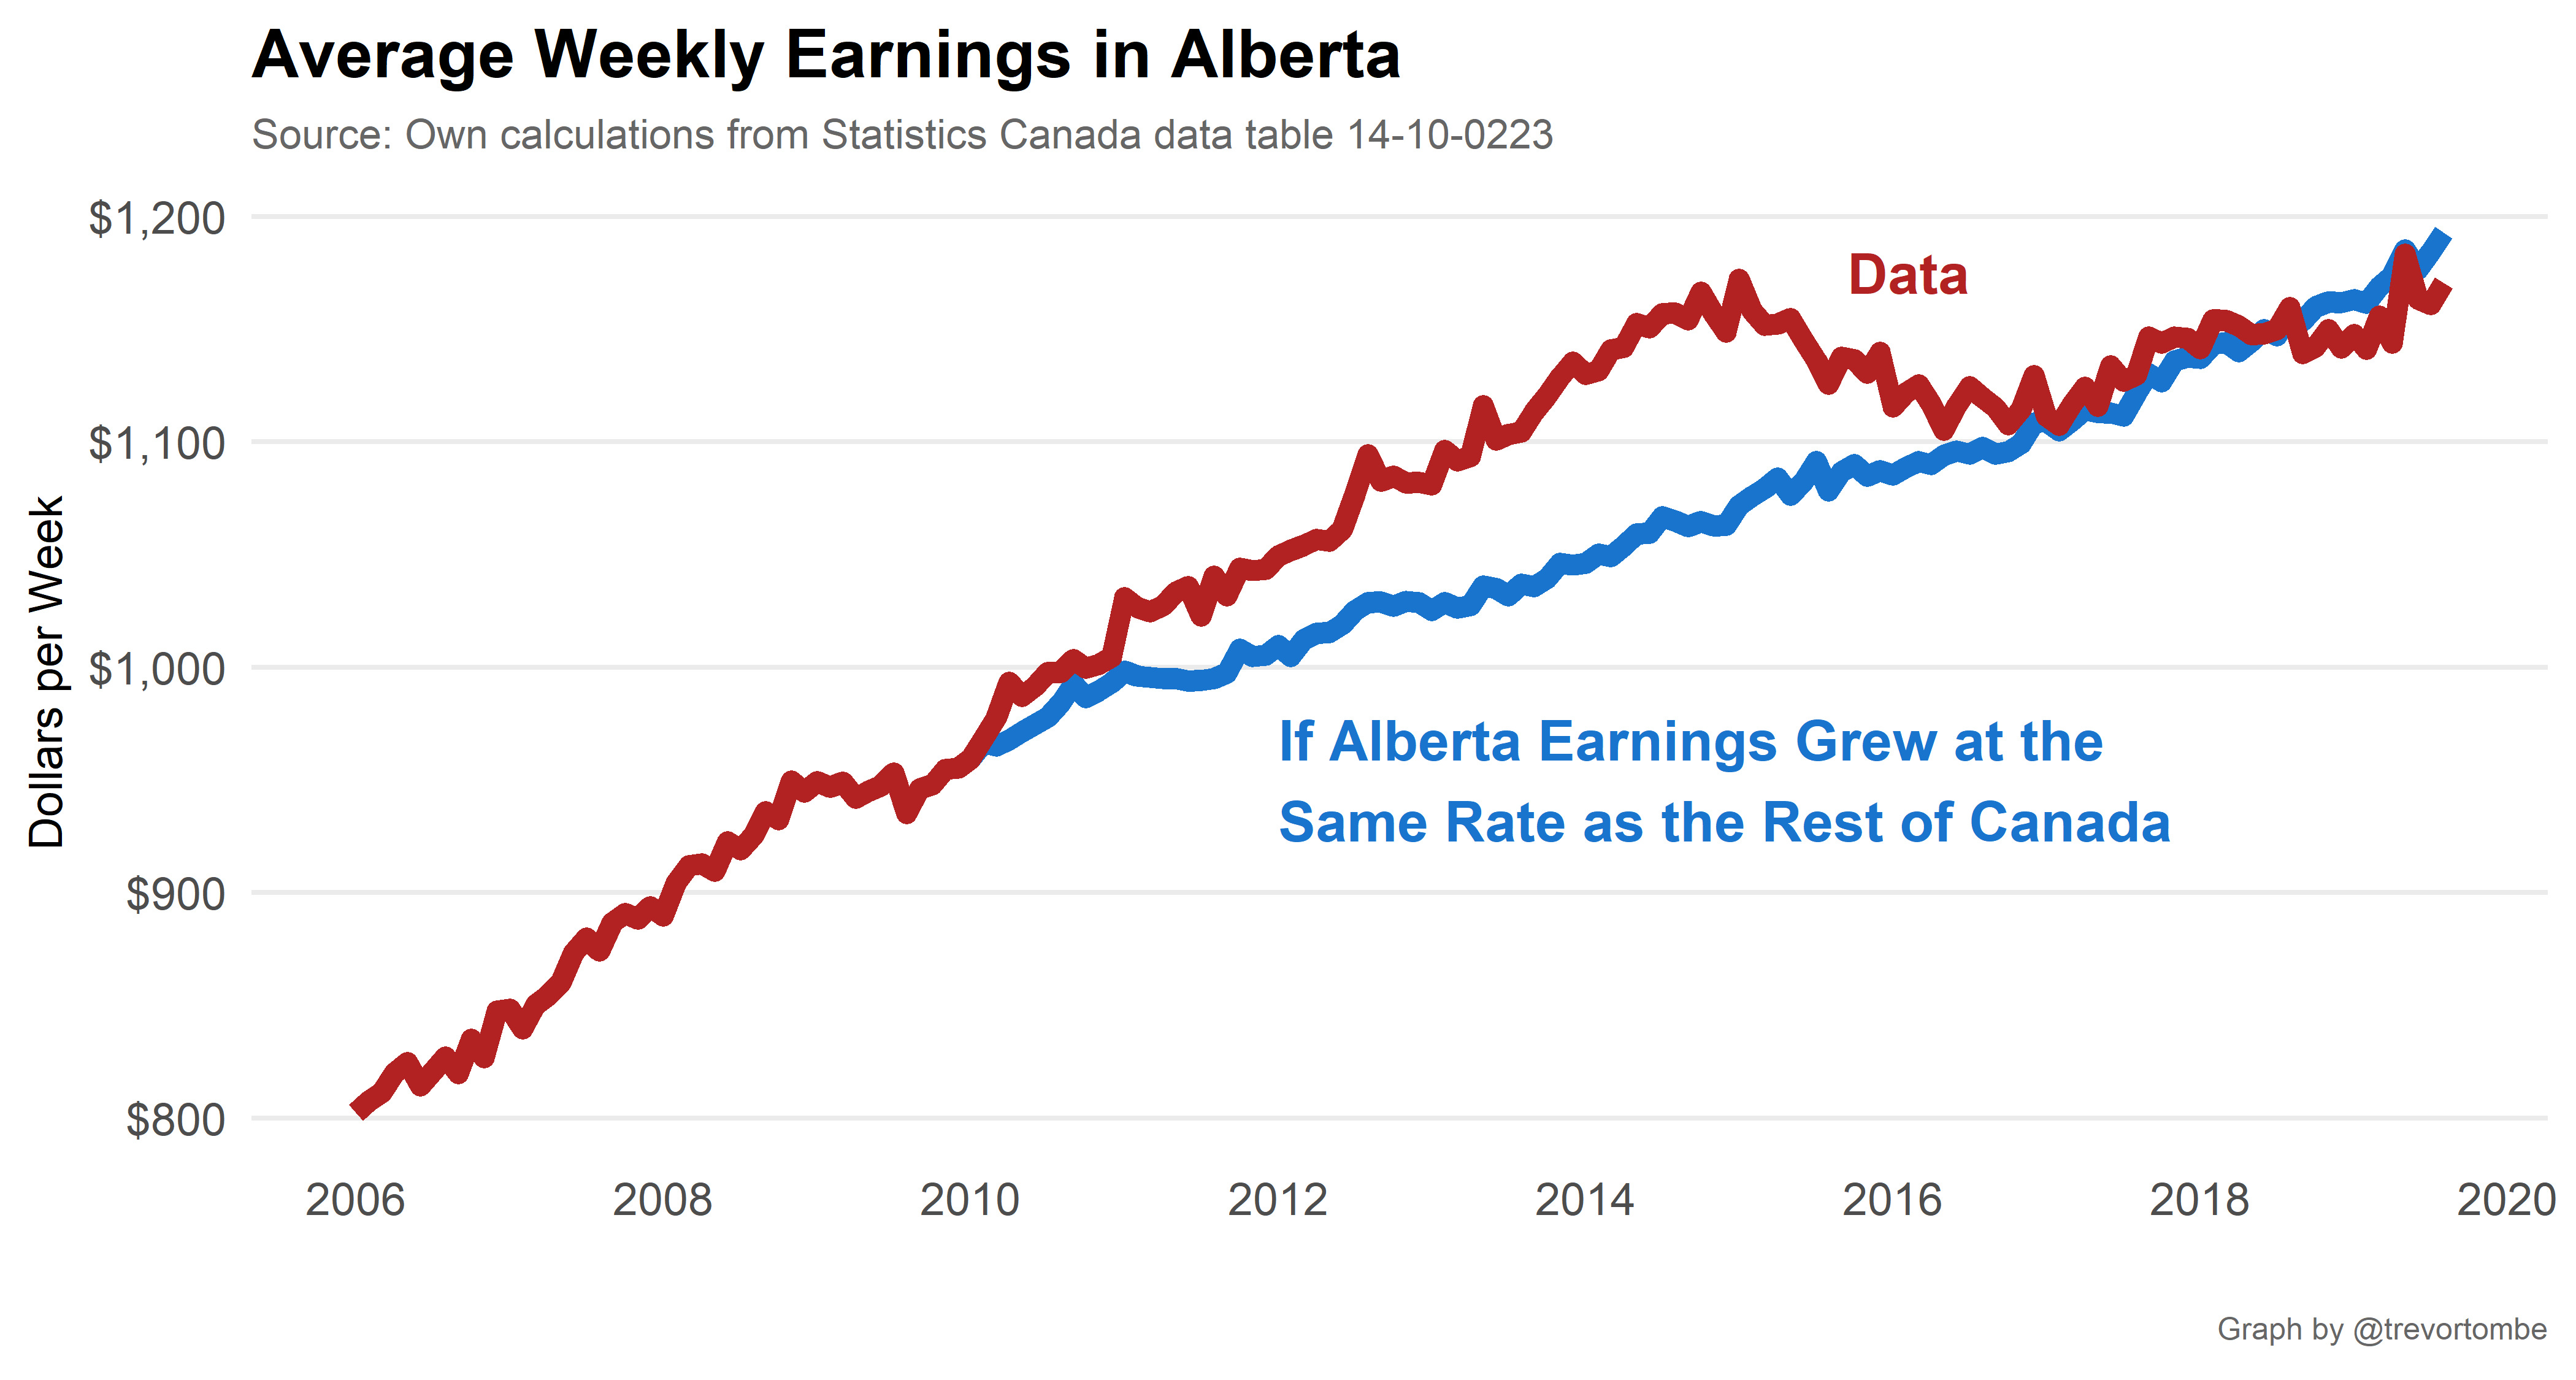 Average Weekly Earnings in Alberta
Source: Own calculations from Statistics Canada data table 14-10-0223
Dollars per Week
$1,200
$1,100
$1,000
$900
$800
Data
If Alberta Earnings Grew at the
Same Rate as the Rest of Canada
2006 2008 2010 2012 2014 2016 2018 2020
Graph by @trevortombe